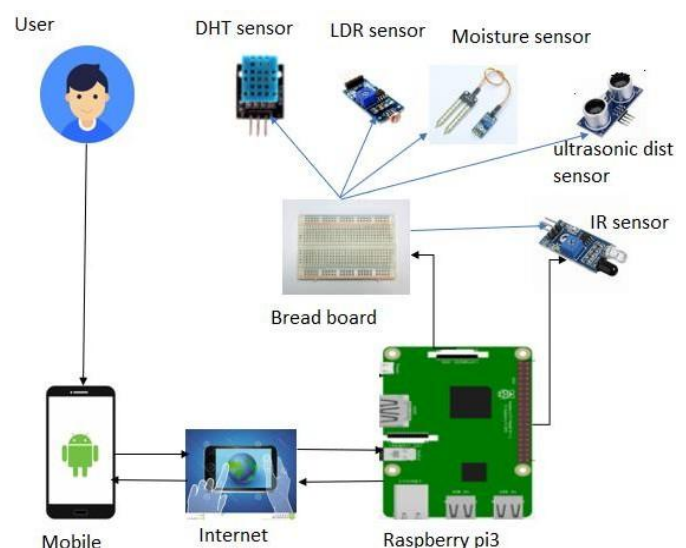 User
DHT sensor
LDR sensor
Moisture sensor
ultrasonic dist
sensor
IR sensor
Bread board
Mobile
Internet
Raspberry pi3